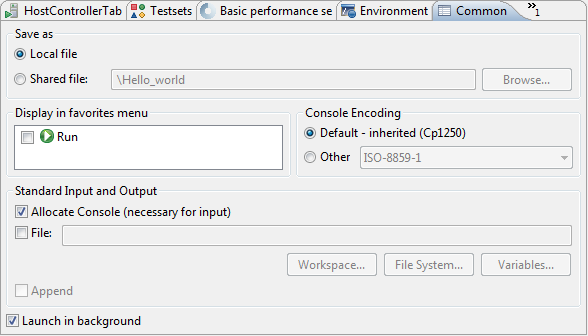 HostControllerTab Testsets Basic performance se Environment Common »1
Save as
Local file
Shared file: \Hello_world Browse...
Display in favorites menu Console Encoding
Run Default - inherited (Cp1250)
Other ISO-8859-1
Standard Input and Output
Allocate Console (necessary for input)
File:
Workspace... File System... Variables...
Append
Launch in background